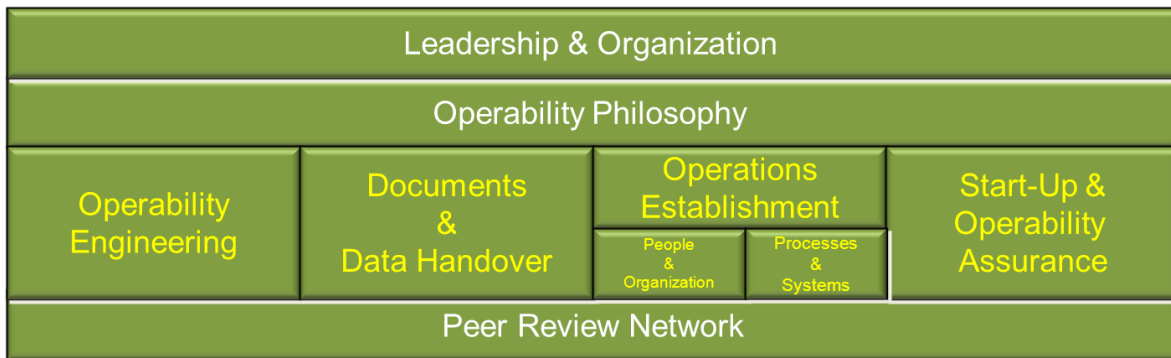 Leadership & Organization
Operability Philosophy
Operability
Engineering
Documents
&
Data Handover
Operations
Establishment
People
&
Organization
Processes
&
Systems
Start-Up &
Operability
Assurance
Peer Review Network